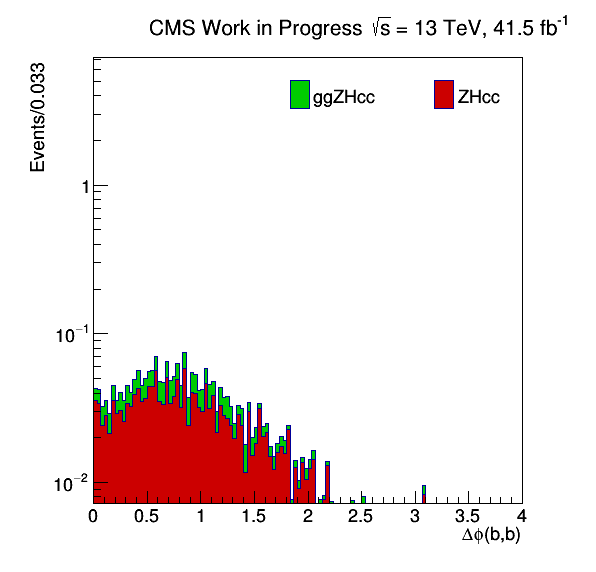 CMS Work in Progress √s = 13 TeV, 41.5 fb⁻¹
Events/0.033
ggZHcc ZHcc
1
10⁻¹
10⁻²
0 0.5 1 1.5 2 2.5 3 3.5 4
Δϕ(b,b)